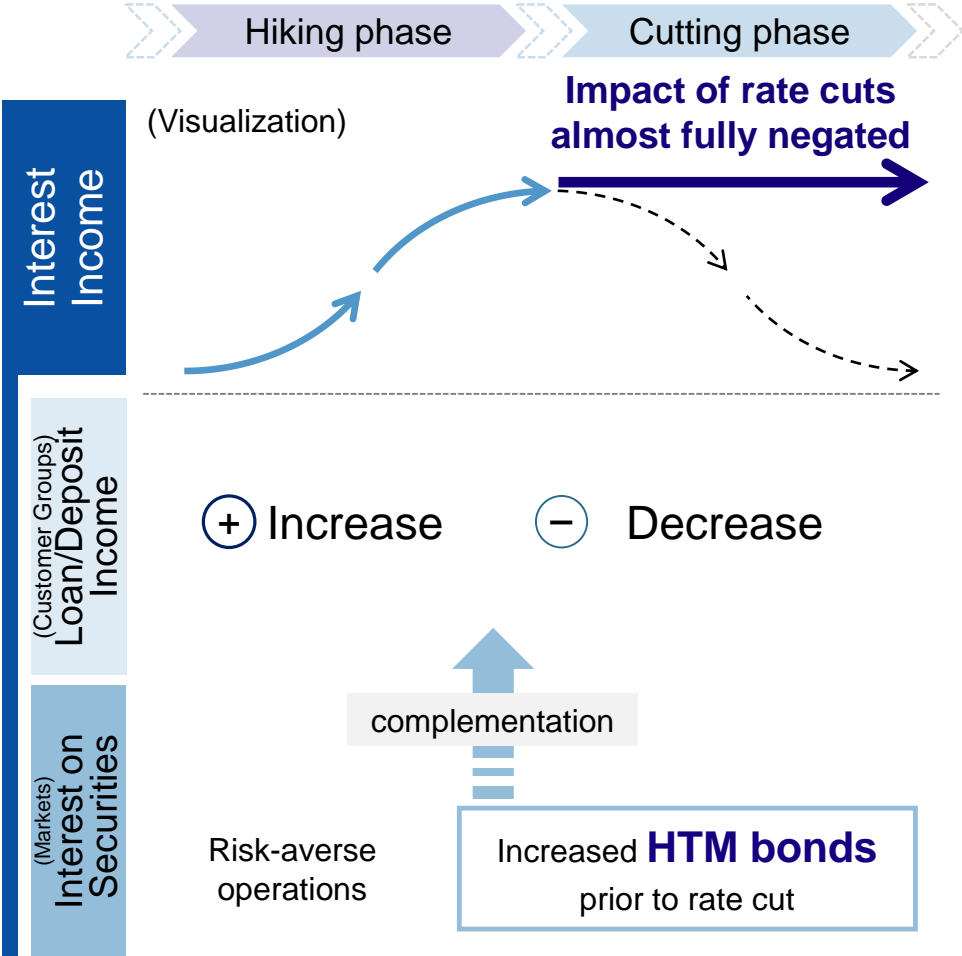 Hiking phase
Cutting phase
(Visualization)
Impact of rate cuts
almost fully negated
Interest
Income
(Customer Groups)
Loan/Deposit
Income
+ Increase
− Decrease
complementation
(Markets)
Interest on
Securities
Risk-averse
operations
Increased HTM bonds
prior to rate cut